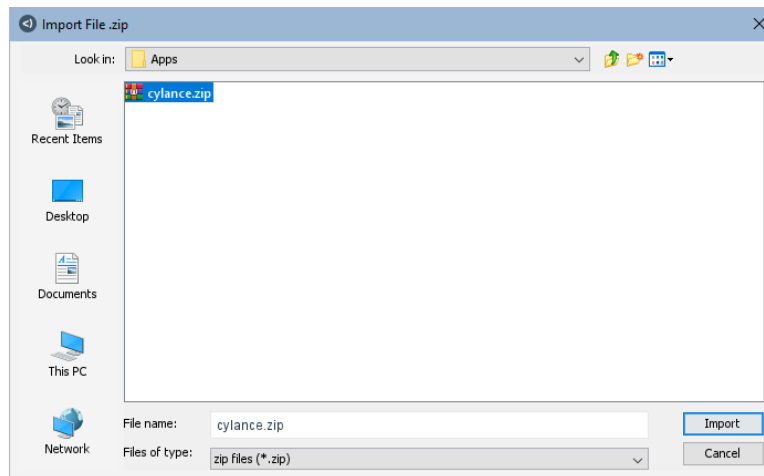 Import File .zip
Look in:
Apps
cylance.zip
Recent Items
Desktop
Documents
This PC
Network
File name:
cylance.zip
Import
Files of type:
zip files (*.zip)
Cancel